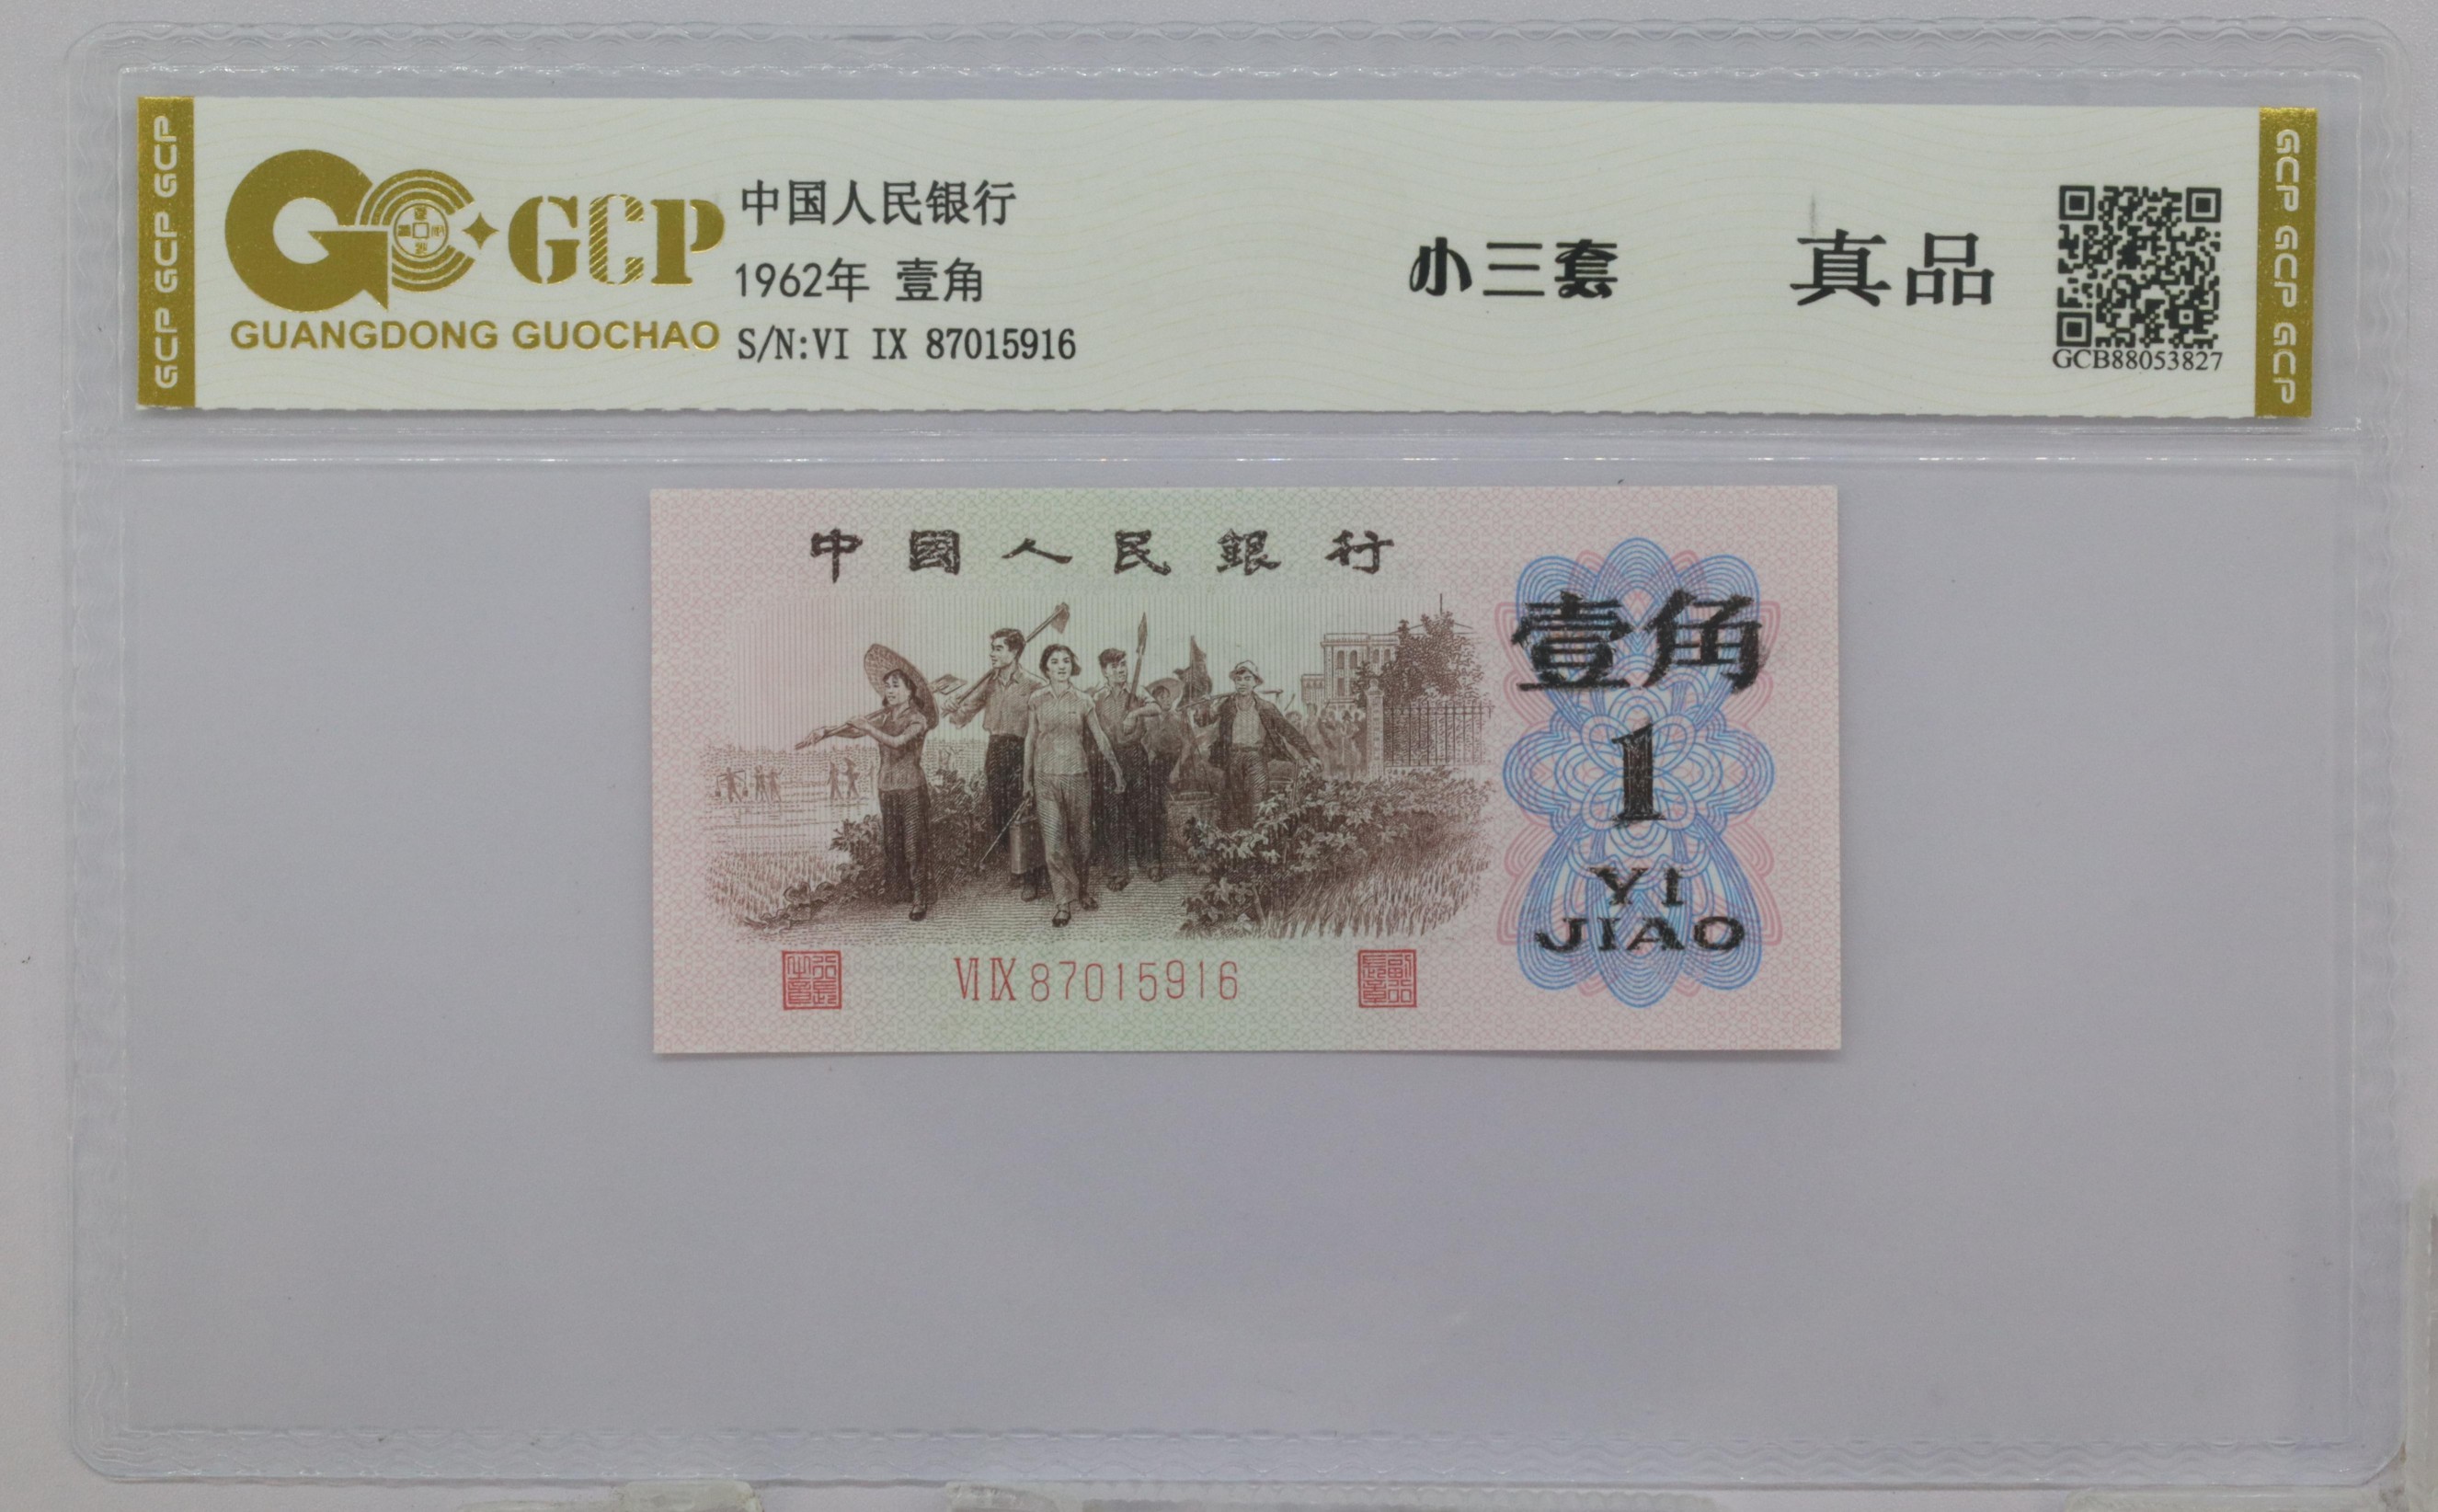 GCP GCP GCP
GCP
GUANGDONG GUOCHAO
中国人民银行
1962年 壹角
S/N:VI IX 87015916
小三套
真品
GCB88053827
GCP GCP GCP
中國人民銀行
壹角
1
YI
JIAO
VI IX 87015916